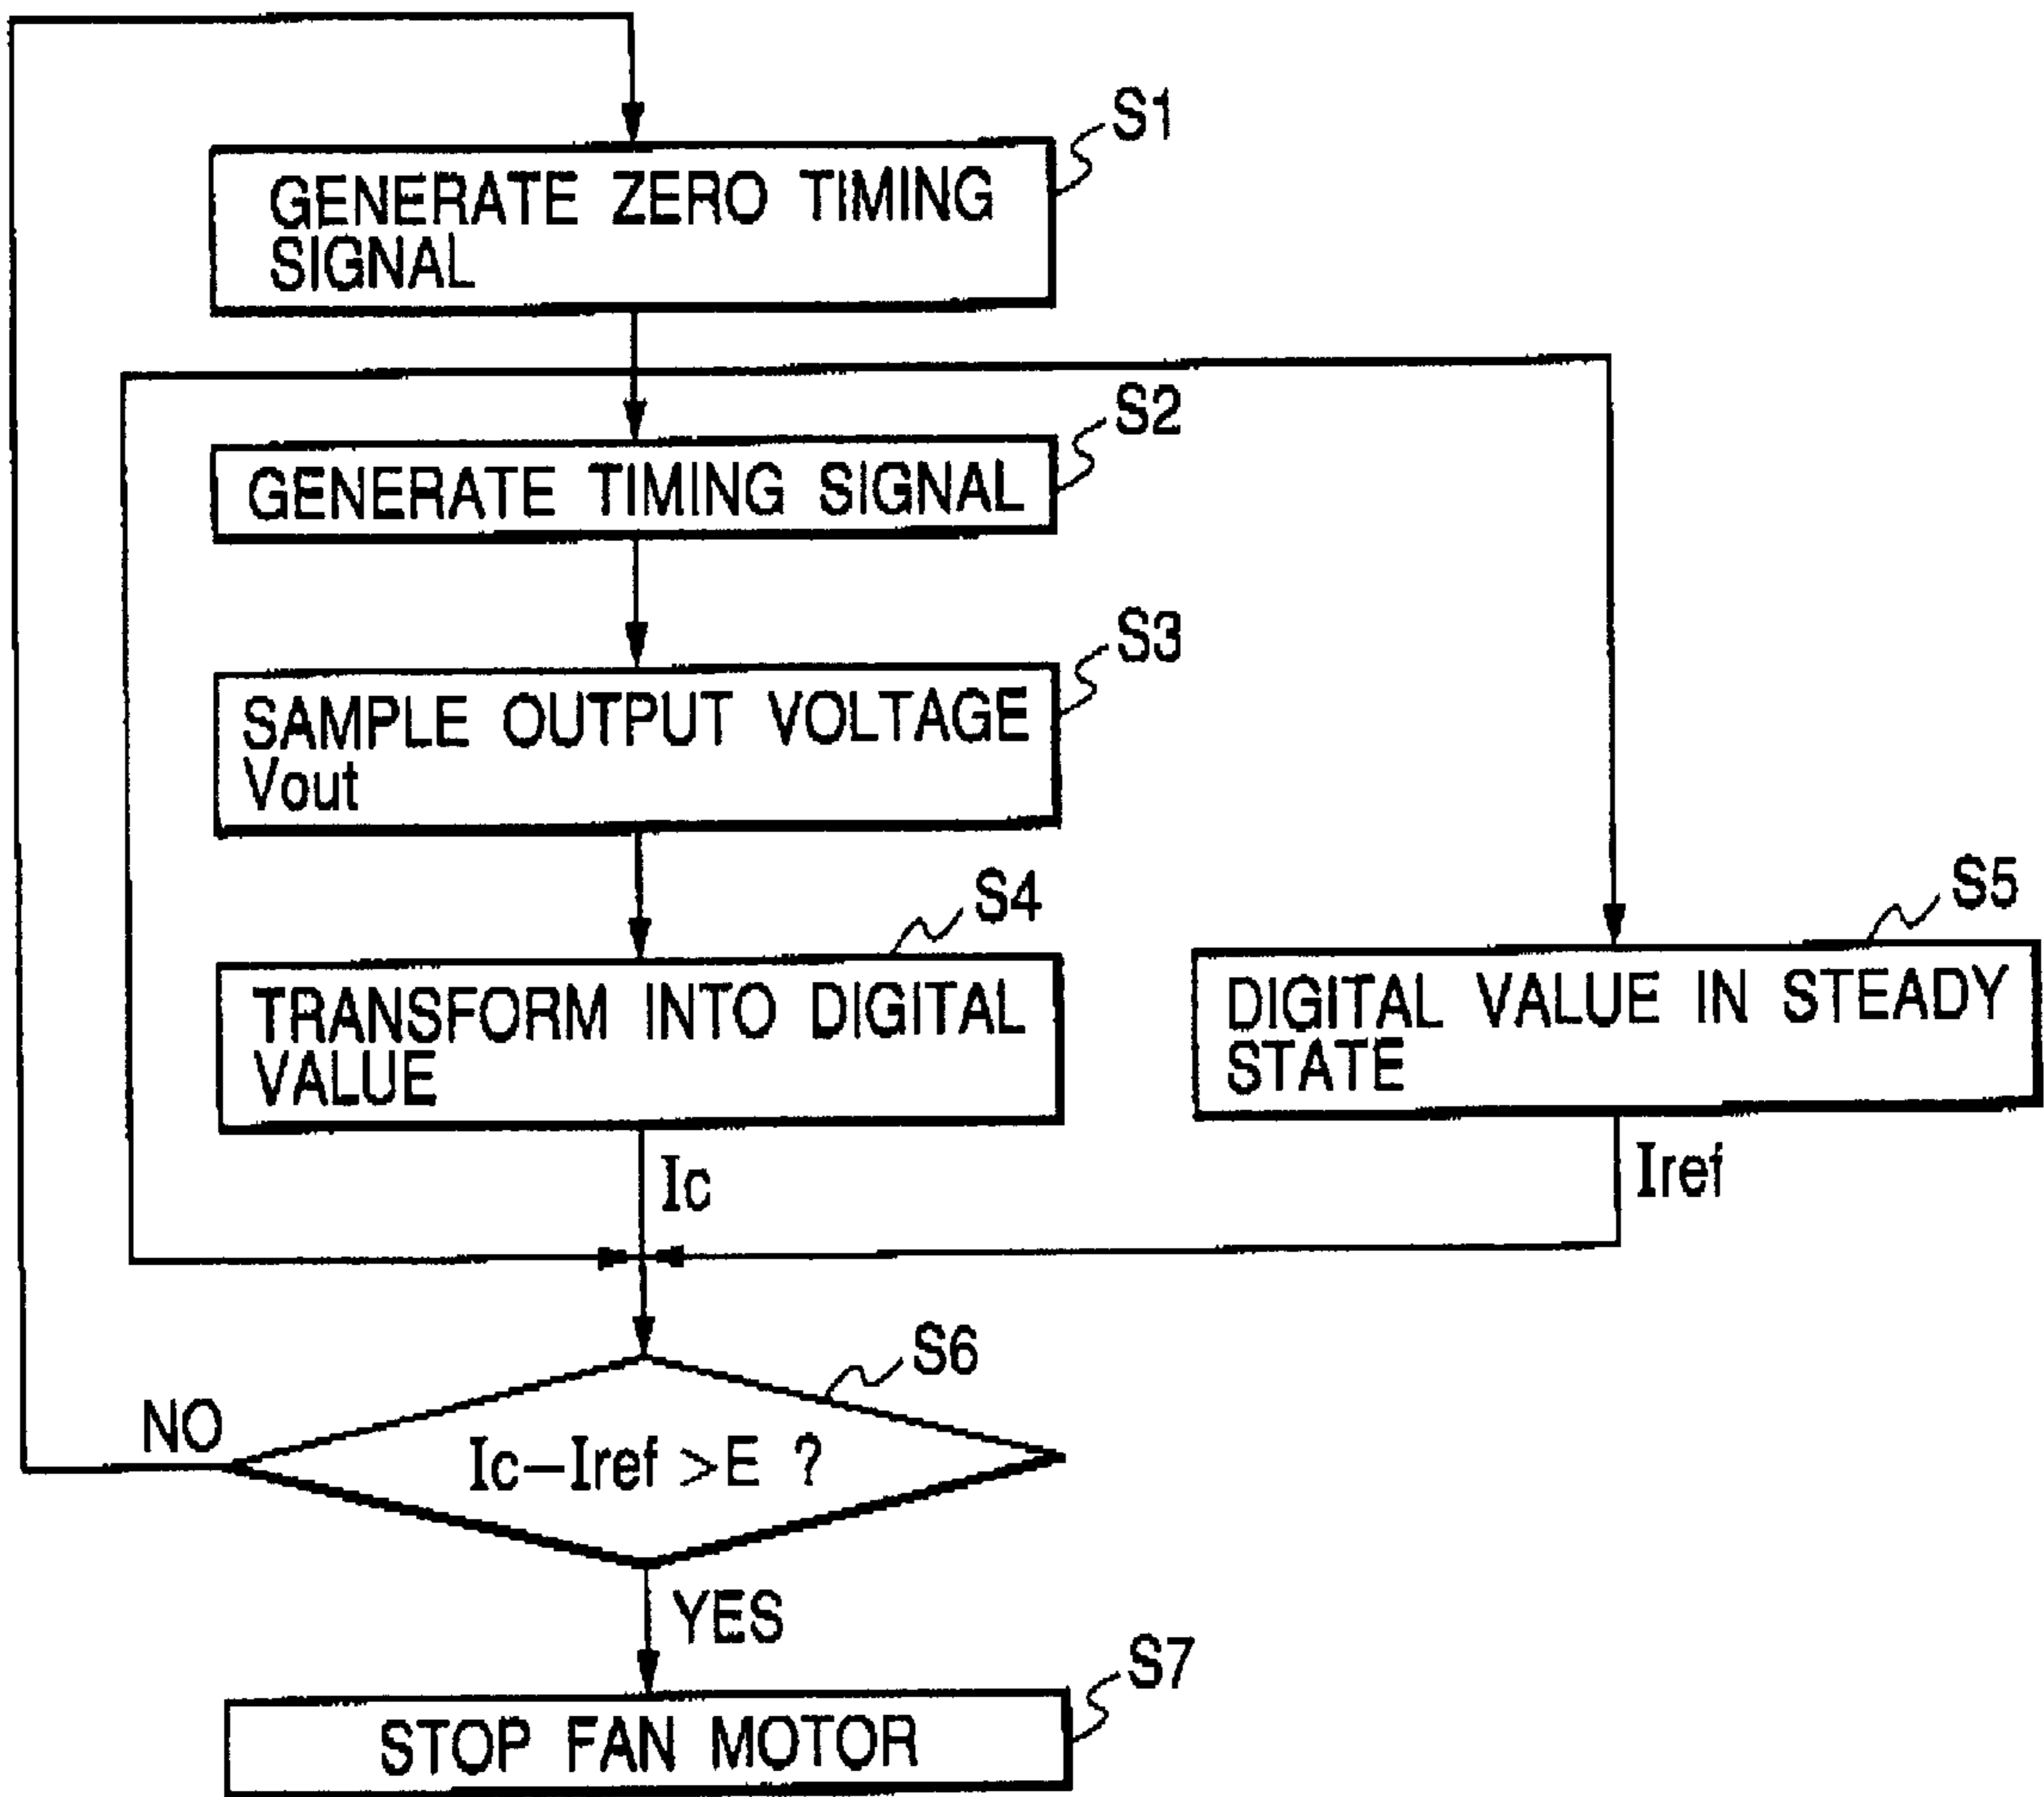 S1
GENERATE ZERO TIMING
SIGNAL
S2
GENERATE TIMING SIGNAL
S3
SAMPLE OUTPUT VOLTAGE
Vout
S4
TRANSFORM INTO DIGITAL
VALUE
S5
DIGITAL VALUE IN STEADY
STATE
Ic
Iref
S6
NO
Ic−Iref >E ?
YES
S7
STOP FAN MOTOR